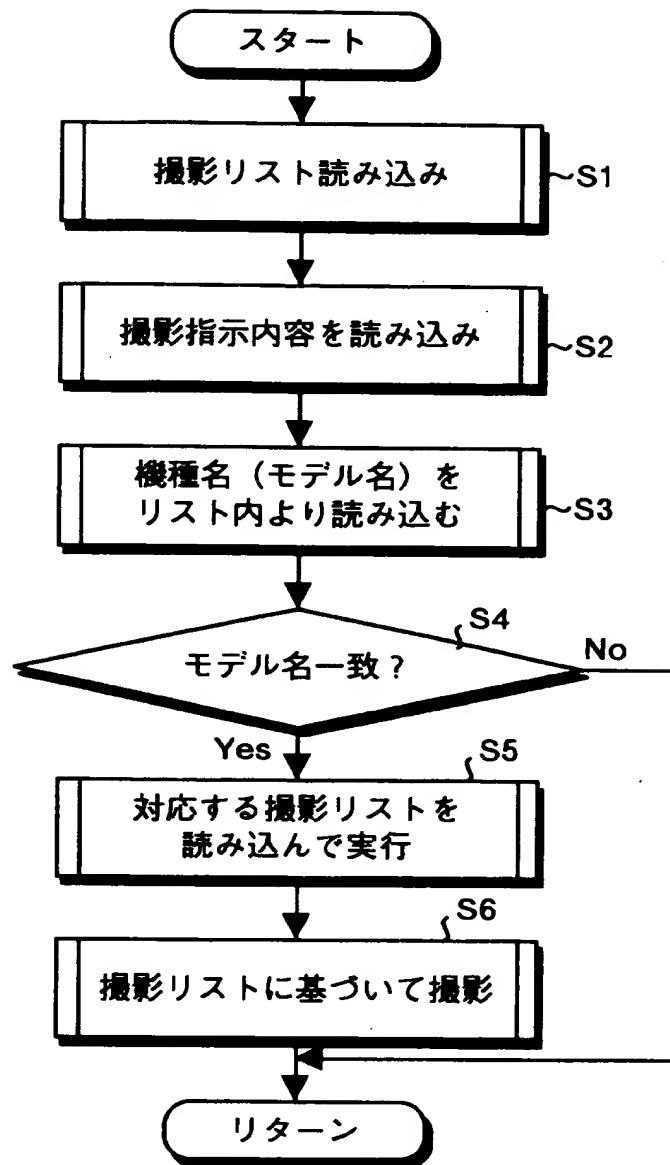 スタート
撮影リスト読み込み
~S1
撮影指示内容を読み込み
~S2
機種名（モデル名）を
リスト内より読み込む
~S3
S4
モデル名一致？
No
Yes
S5
対応する撮影リストを
読み込んで実行
S6
撮影リストに基づいて撮影
リターン